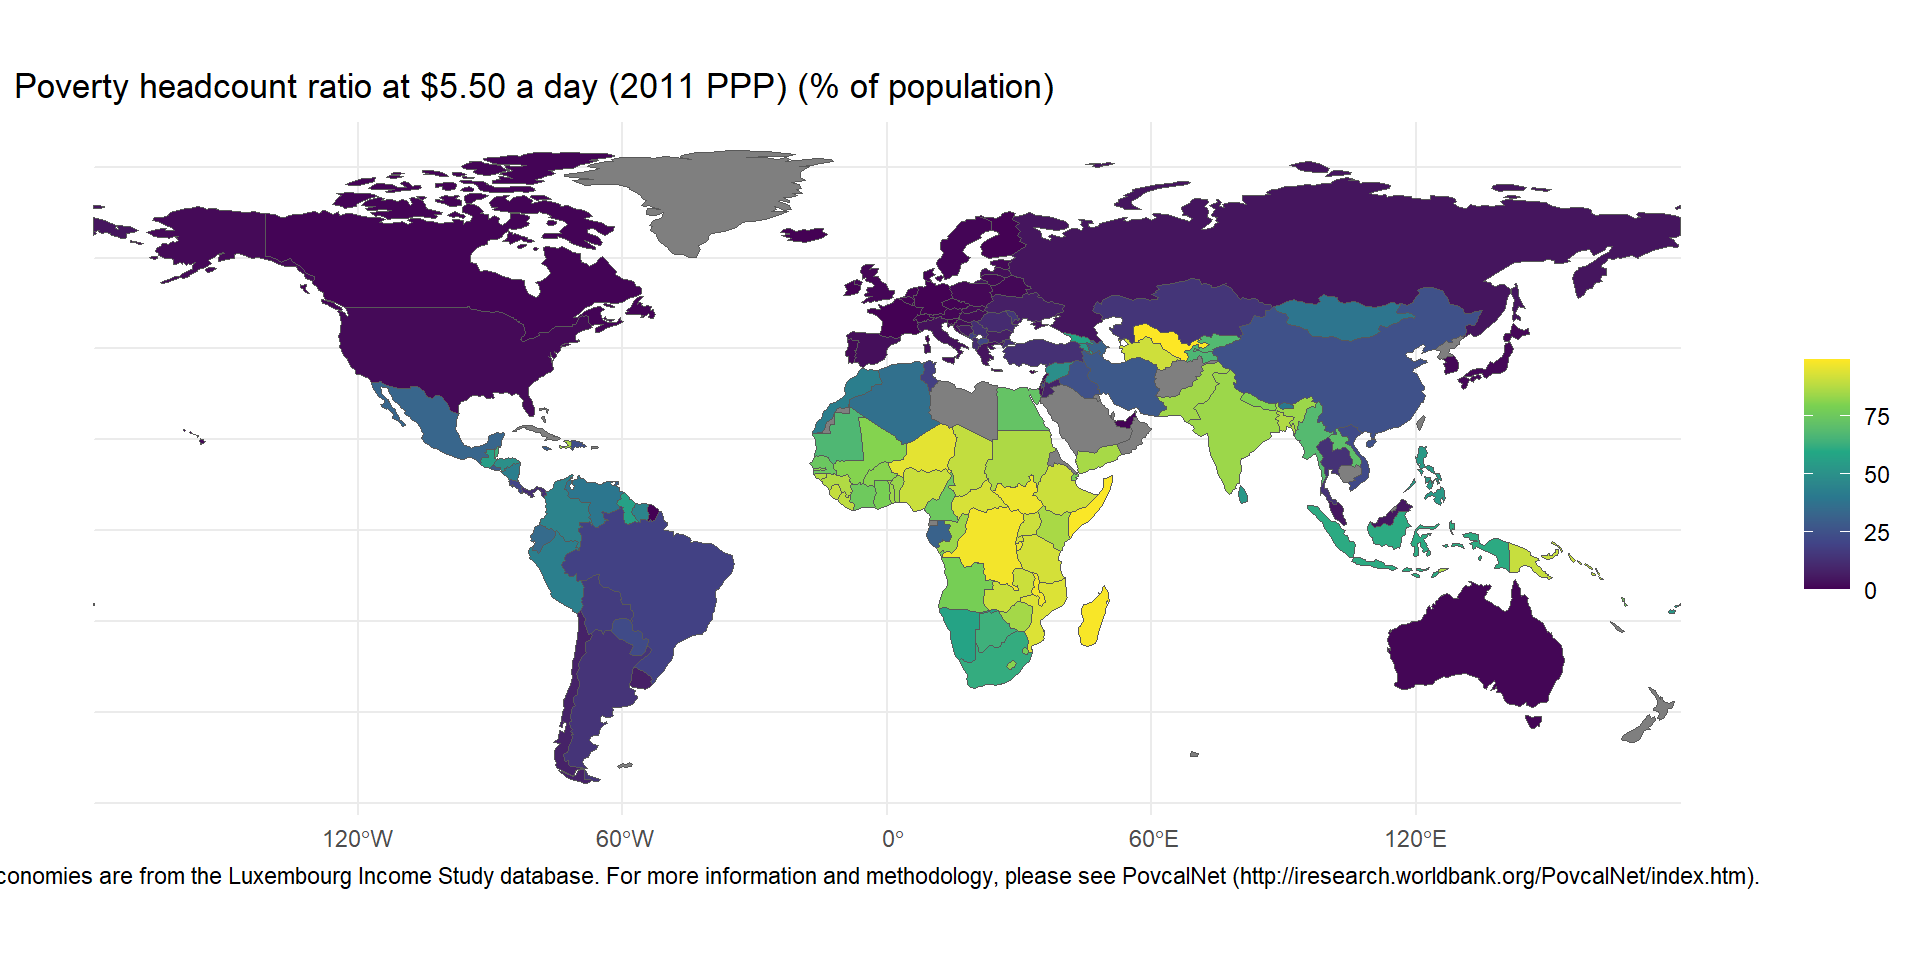 Poverty headcount ratio at $5.50 a day (2011 PPP) (% of population)
75
50
25
0
120°W 60°W 0° 60°E 120°E
conomies are from the Luxembourg Income Study database. For more information and methodology, please see PovcalNet (http://iresearch.worldbank.org/PovcalNet/index.htm).